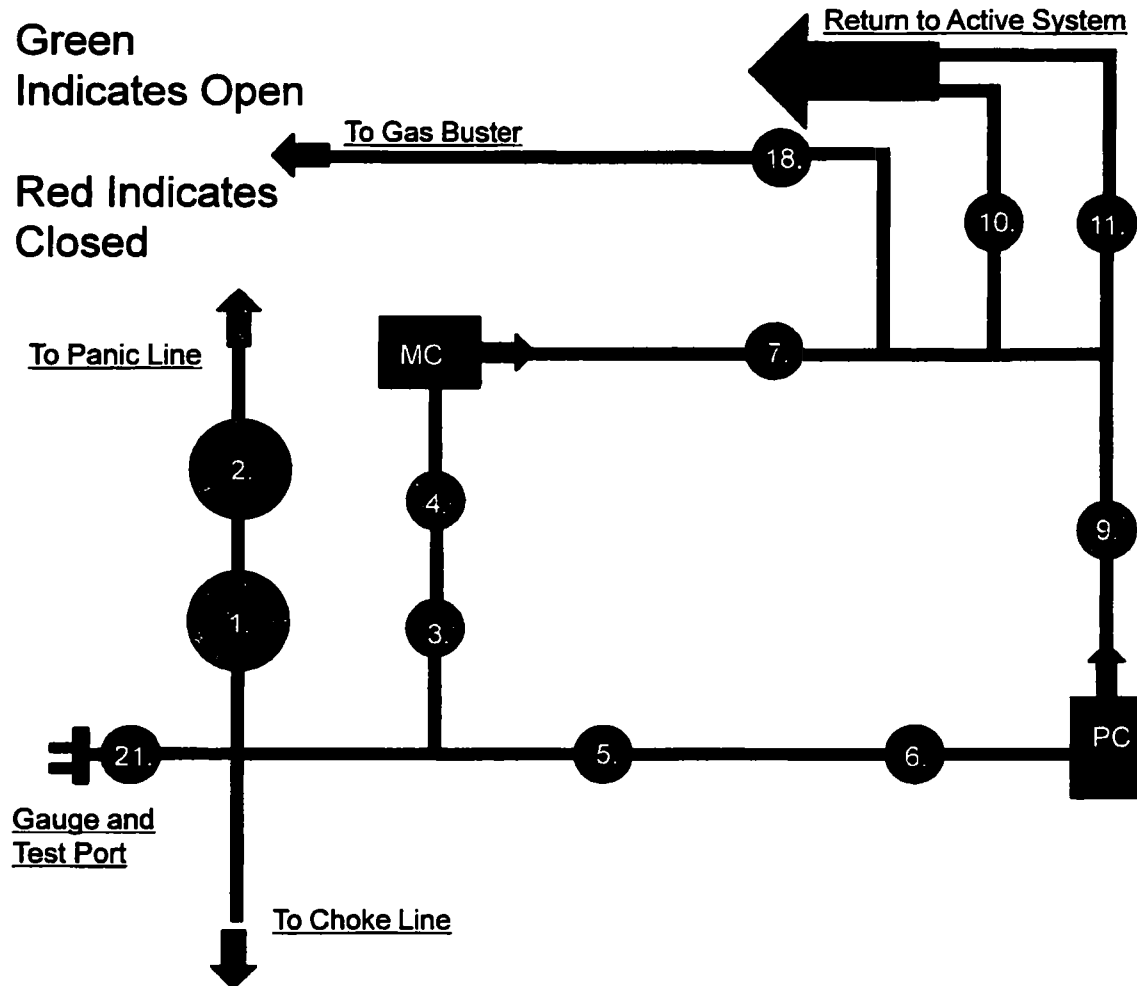 Green
Indicates Open
Return to Active System
To Gas Buster
18.
Red Indicates
Closed
10.
11.
To Panic Line
MC
7.
2.
4.
9.
1.
3.
21.
5.
6.
PC
Gauge and
Test Port
To Choke Line